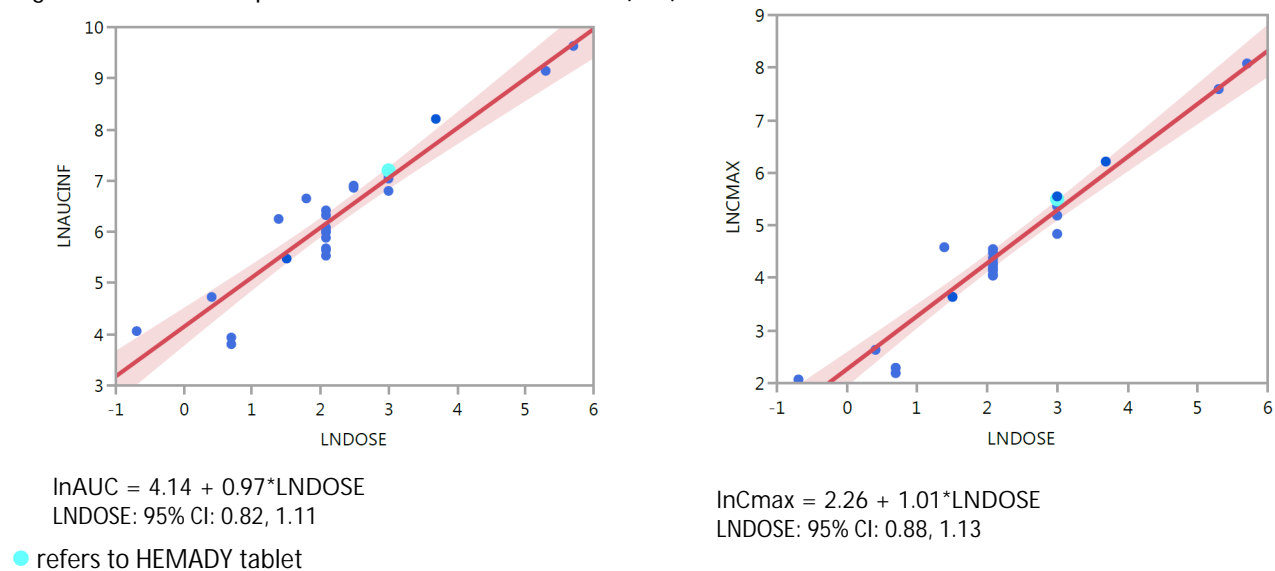 10
9
8
7
6
5
4
3
LNAUCINF
-1 0 1 2 3 4 5 6
LNDOSE
lnAUC = 4.14 + 0.97*LNDOSE
LNDOSE: 95% CI: 0.82, 1.11
refers to HEMADY tablet
9
8
7
6
5
4
3
2
LNCMAX
-1 0 1 2 3 4 5 6
LNDOSE
lnCmax = 2.26 + 1.01*LNDOSE
LNDOSE: 95% CI: 0.88, 1.13